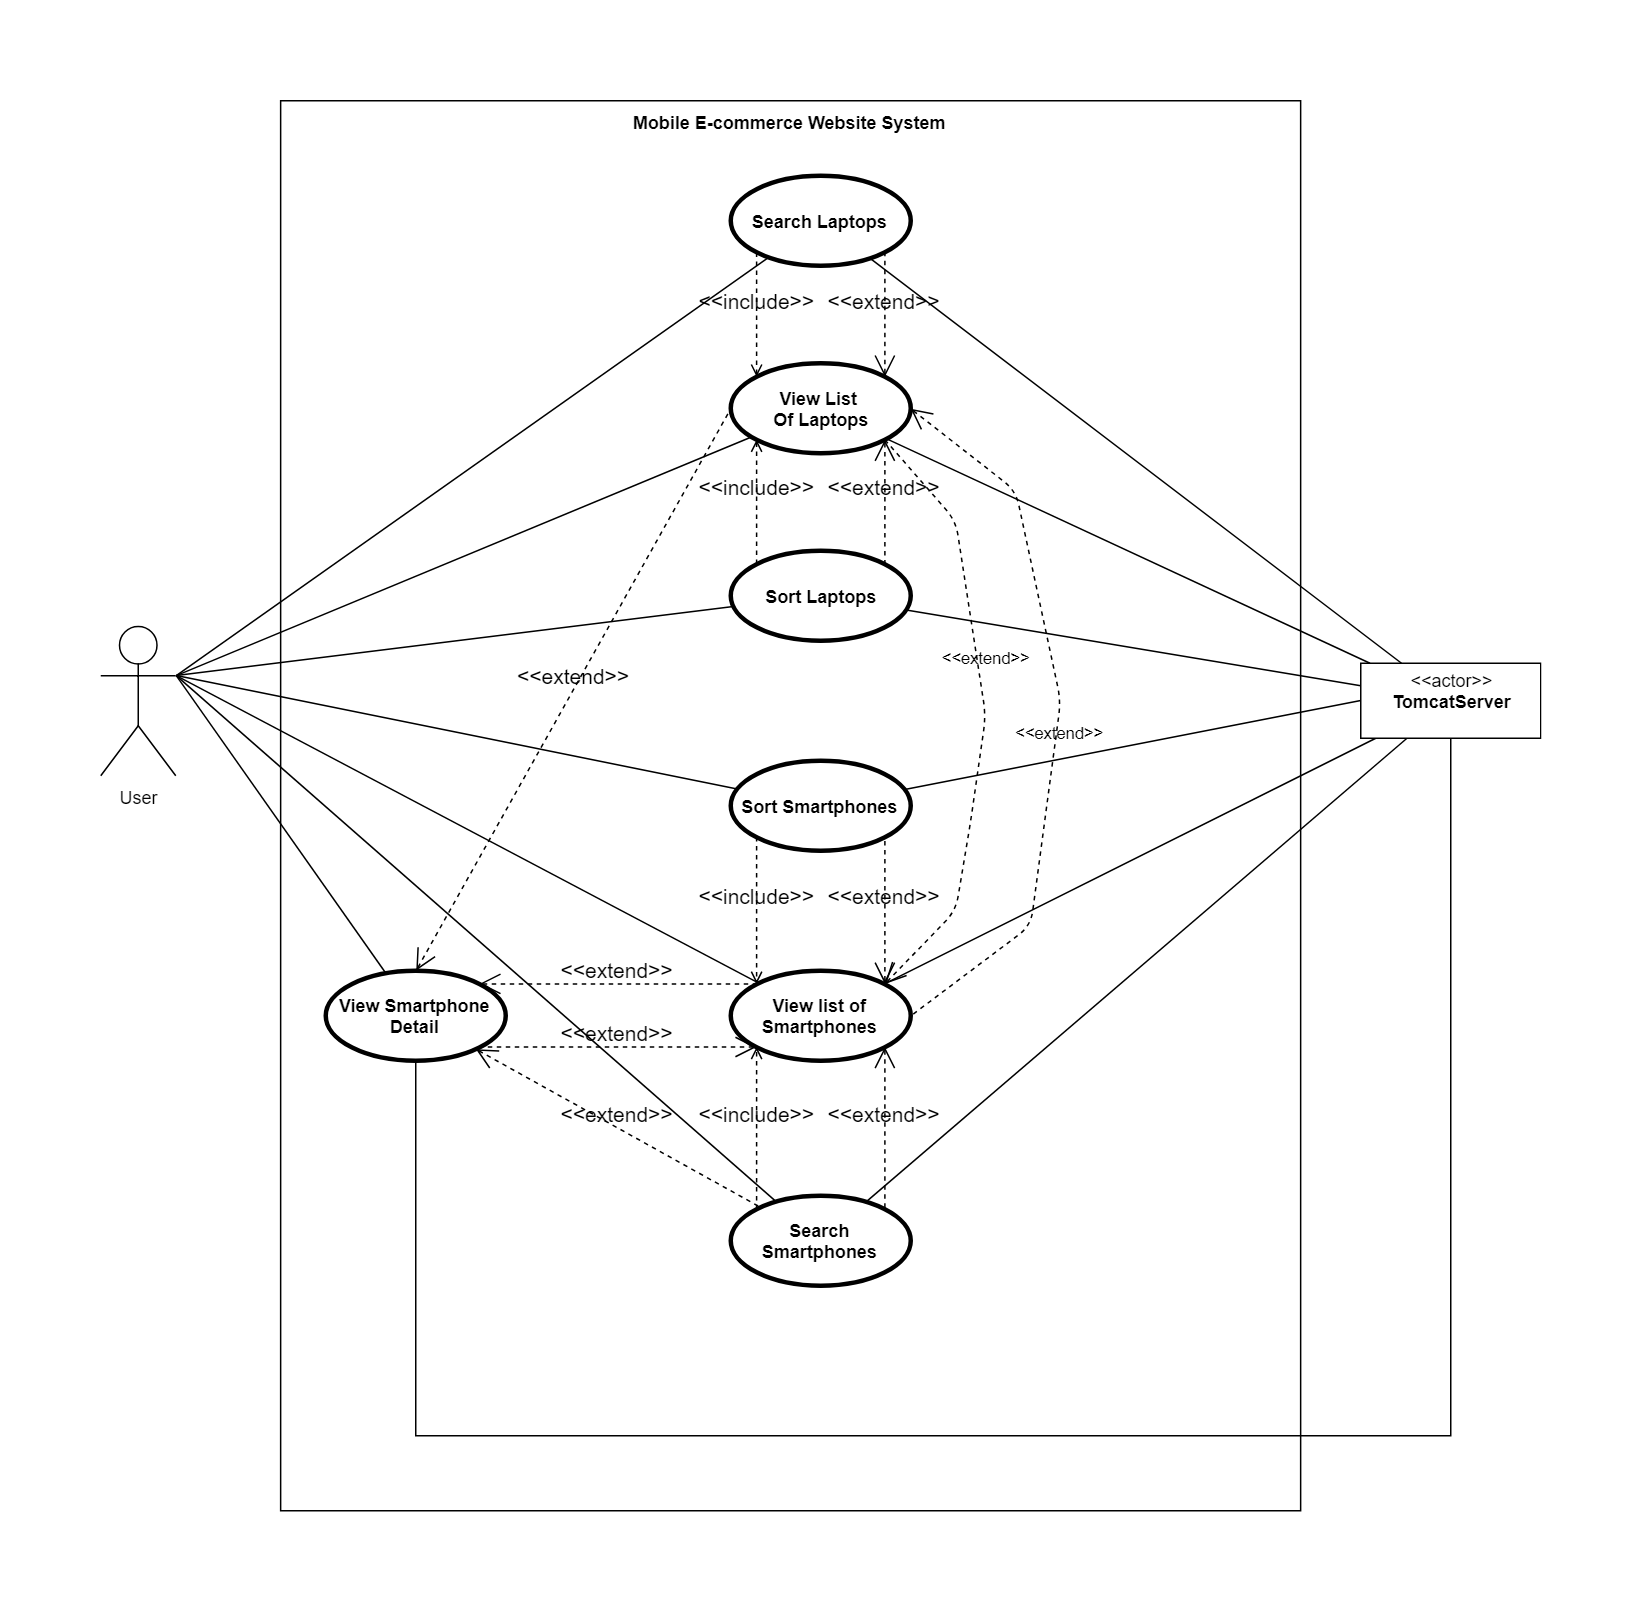 Mobile E-commerce Website System
Search Laptops
<<include>> <<extend>>
View List
Of Laptops
<<include>> <<extend>>
Sort Laptops
<<extend>>
<<extend>>
<<actor>>
TomcatServer
<<extend>>
User
Sort Smartphones
<<include>> <<extend>>
<<extend>>
View Smartphone
Detail
View list of
Smartphones
<<extend>>
<<extend>> <<include>> <<extend>>
Search
Smartphones